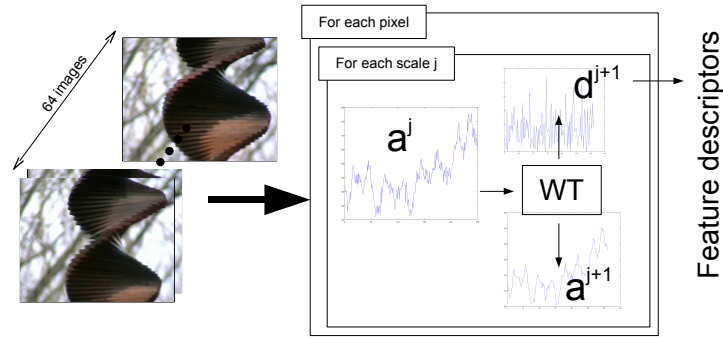 64 images
For each pixel
For each scale j
a^j
d^{j+1}
WT
a^{j+1}
Feature descriptors